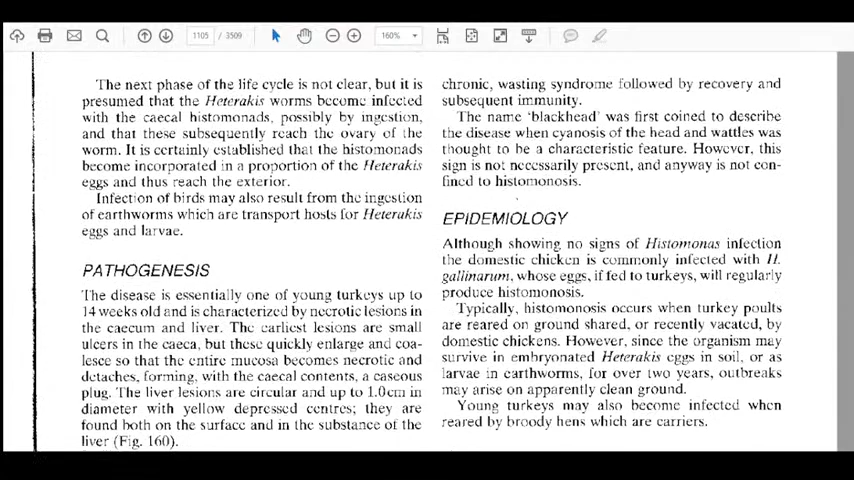 1105 / 3509
160%
The next phase of the life cycle is not clear, but it is
presumed that the Heterakis worms become infected
with the caecal histomonads, possibly by ingestion,
and that these subsequently reach the ovary of the
worm. It is certainly established that the histomonads
become incorporated in a proportion of the Heterakis
eggs and thus reach the exterior.
Infection of birds may also result from the ingestion
of earthworms which are transport hosts for Heterakis
eggs and larvae.
PATHOGENESIS
The disease is essentially one of young turkeys up to
14 weeks old and is characterized by necrotic lesions in
the caecum and liver. The earliest lesions are small
ulcers in the caeca, but these quickly enlarge and coa-
lesce so that the entire mucosa becomes necrotic and
detaches, forming, with the caecal contents, a caseous
plug. The liver lesions are circular and up to 1.0cm in
diameter with yellow depressed centres; they are
found both on the surface and in the substance of the
liver (Fig. 160).
chronic, wasting syndrome followed by recovery and
subsequent immunity.
The name 'blackhead' was first coined to describe
the disease when cyanosis of the head and wattles was
thought to be a characteristic feature. However, this
sign is not necessarily present, and anyway is not con-
fined to histomonosis.
EPIDEMIOLOGY
Although showing no signs of Histomonas infection
the domestic chicken is commonly infected with H.
gallinarum, whose eggs, if fed to turkeys, will regularly
produce histomonosis.
Typically, histomonosis occurs when turkey poults
are reared on ground shared, or recently vacated, by
domestic chickens. However, since the organism may
survive in embryonated Heterakis eggs in soil, or as
larvae in earthworms, for over two years, outbreaks
may arise on apparently clean ground.
Young turkeys may also become infected when
reared by broody hens which are carriers.